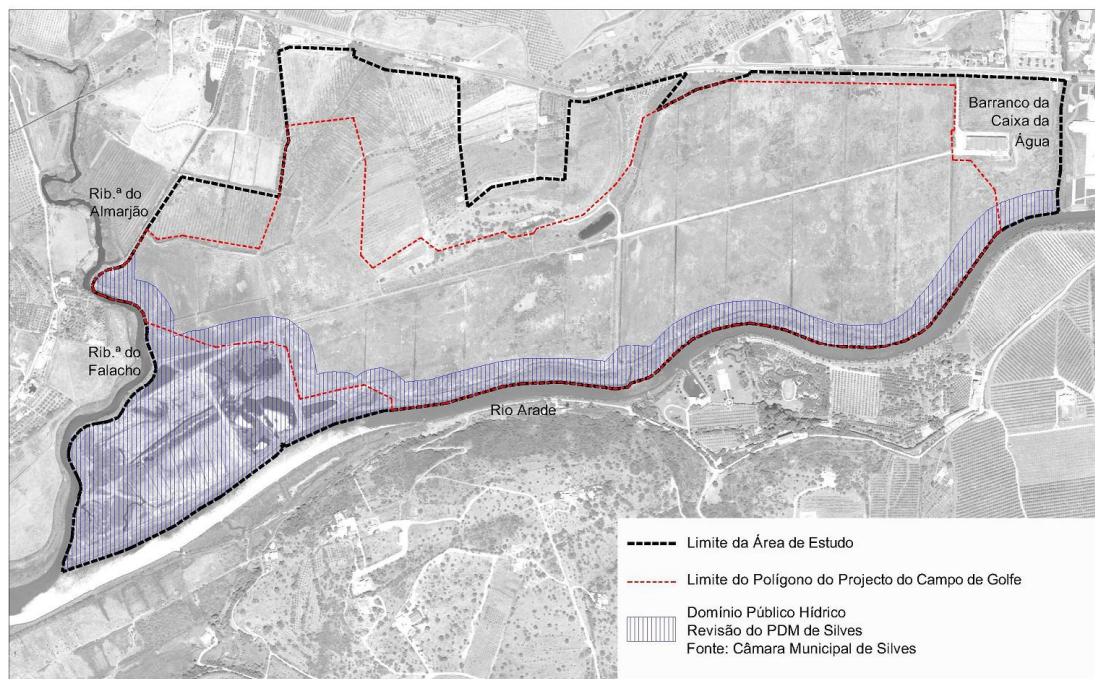 Barranco da
Caixa da
Água
Rib.ª do
Almarjão
Rib.ª do
Falacho
Rio Arade
Limite da Área de Estudo
Limite do Polígono do Projecto do Campo de Golfe
Domínio Público Hídrico
Revisão do PDM de Silves
Fonte: Câmara Municipal de Silves